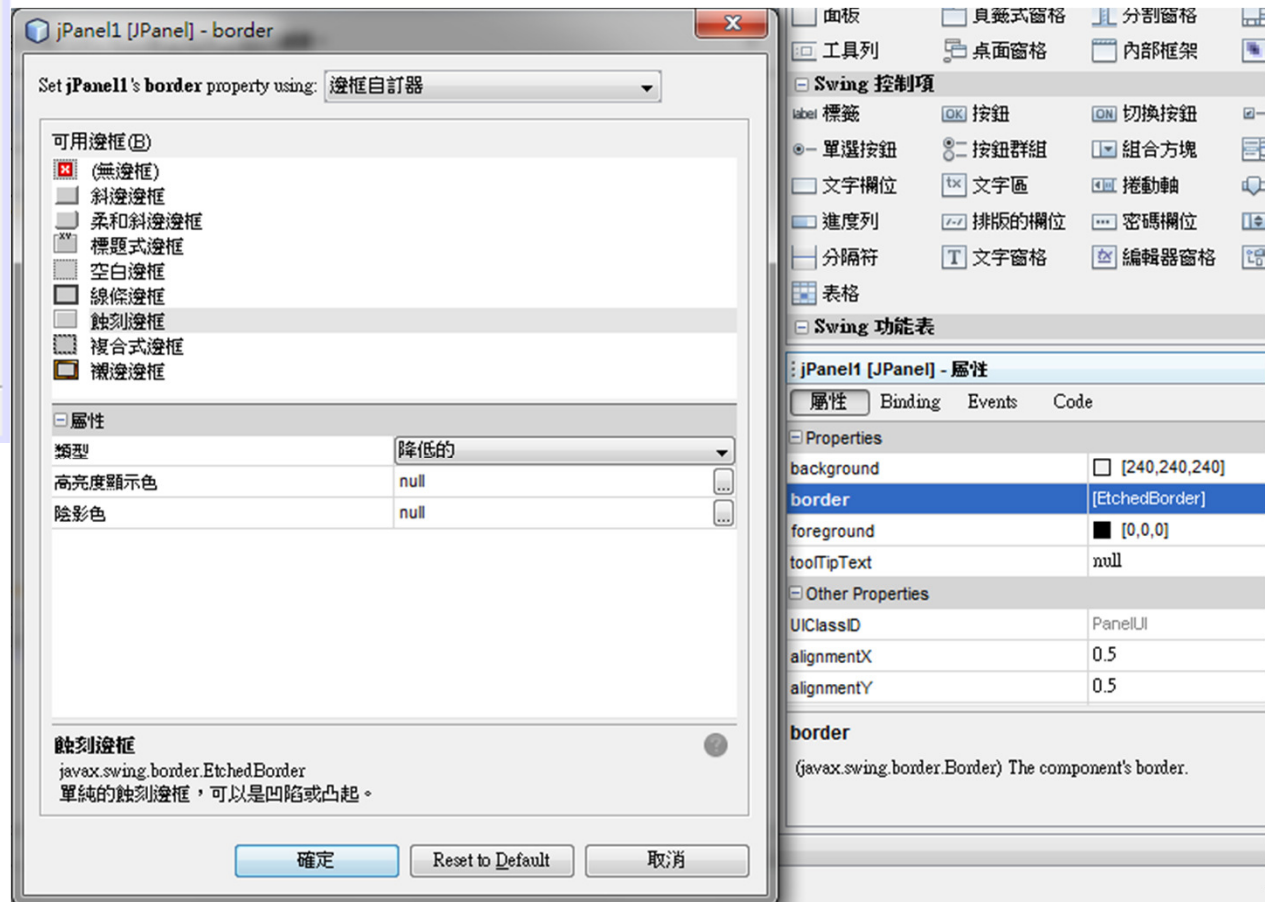 jPanel1 [JPanel] - border
Set jPanel1's border property using: 邊框自訂器
可用邊框(B)
(無邊框)
斜邊邊框
柔和斜邊邊框
標題式邊框
空白邊框
線條邊框
蝕刻邊框
複合式邊框
襯邊邊框
屬性
類型 降低的
高亮度顯示色 null
陰影色 null
蝕刻邊框
javax.swing.border.EtchedBorder
單純的蝕刻邊框，可以是凹陷或凸起。
確定 Reset to Default 取消
面板 頁籤式窗格 分割窗格
工具列 桌面窗格 內部框架
Swing 控制項
label 標籤 OK 按鈕 ON 切換按鈕
單選按鈕 按鈕群組 組合方塊
文字欄位 tx 文字區 捲動軸
進度列 排版的欄位 密碼欄位
分隔符 T 文字窗格 編輯器窗格
表格
Swing 功能表
jPanel1 [JPanel] - 屬性
屬性 Binding Events Code
Properties
background [240,240,240]
border [EtchedBorder]
foreground [0,0,0]
toolTipText null
Other Properties
UIClassID PanelUI
alignmentX 0.5
alignmentY 0.5
border
(javax.swing.border.Border) The component's border.